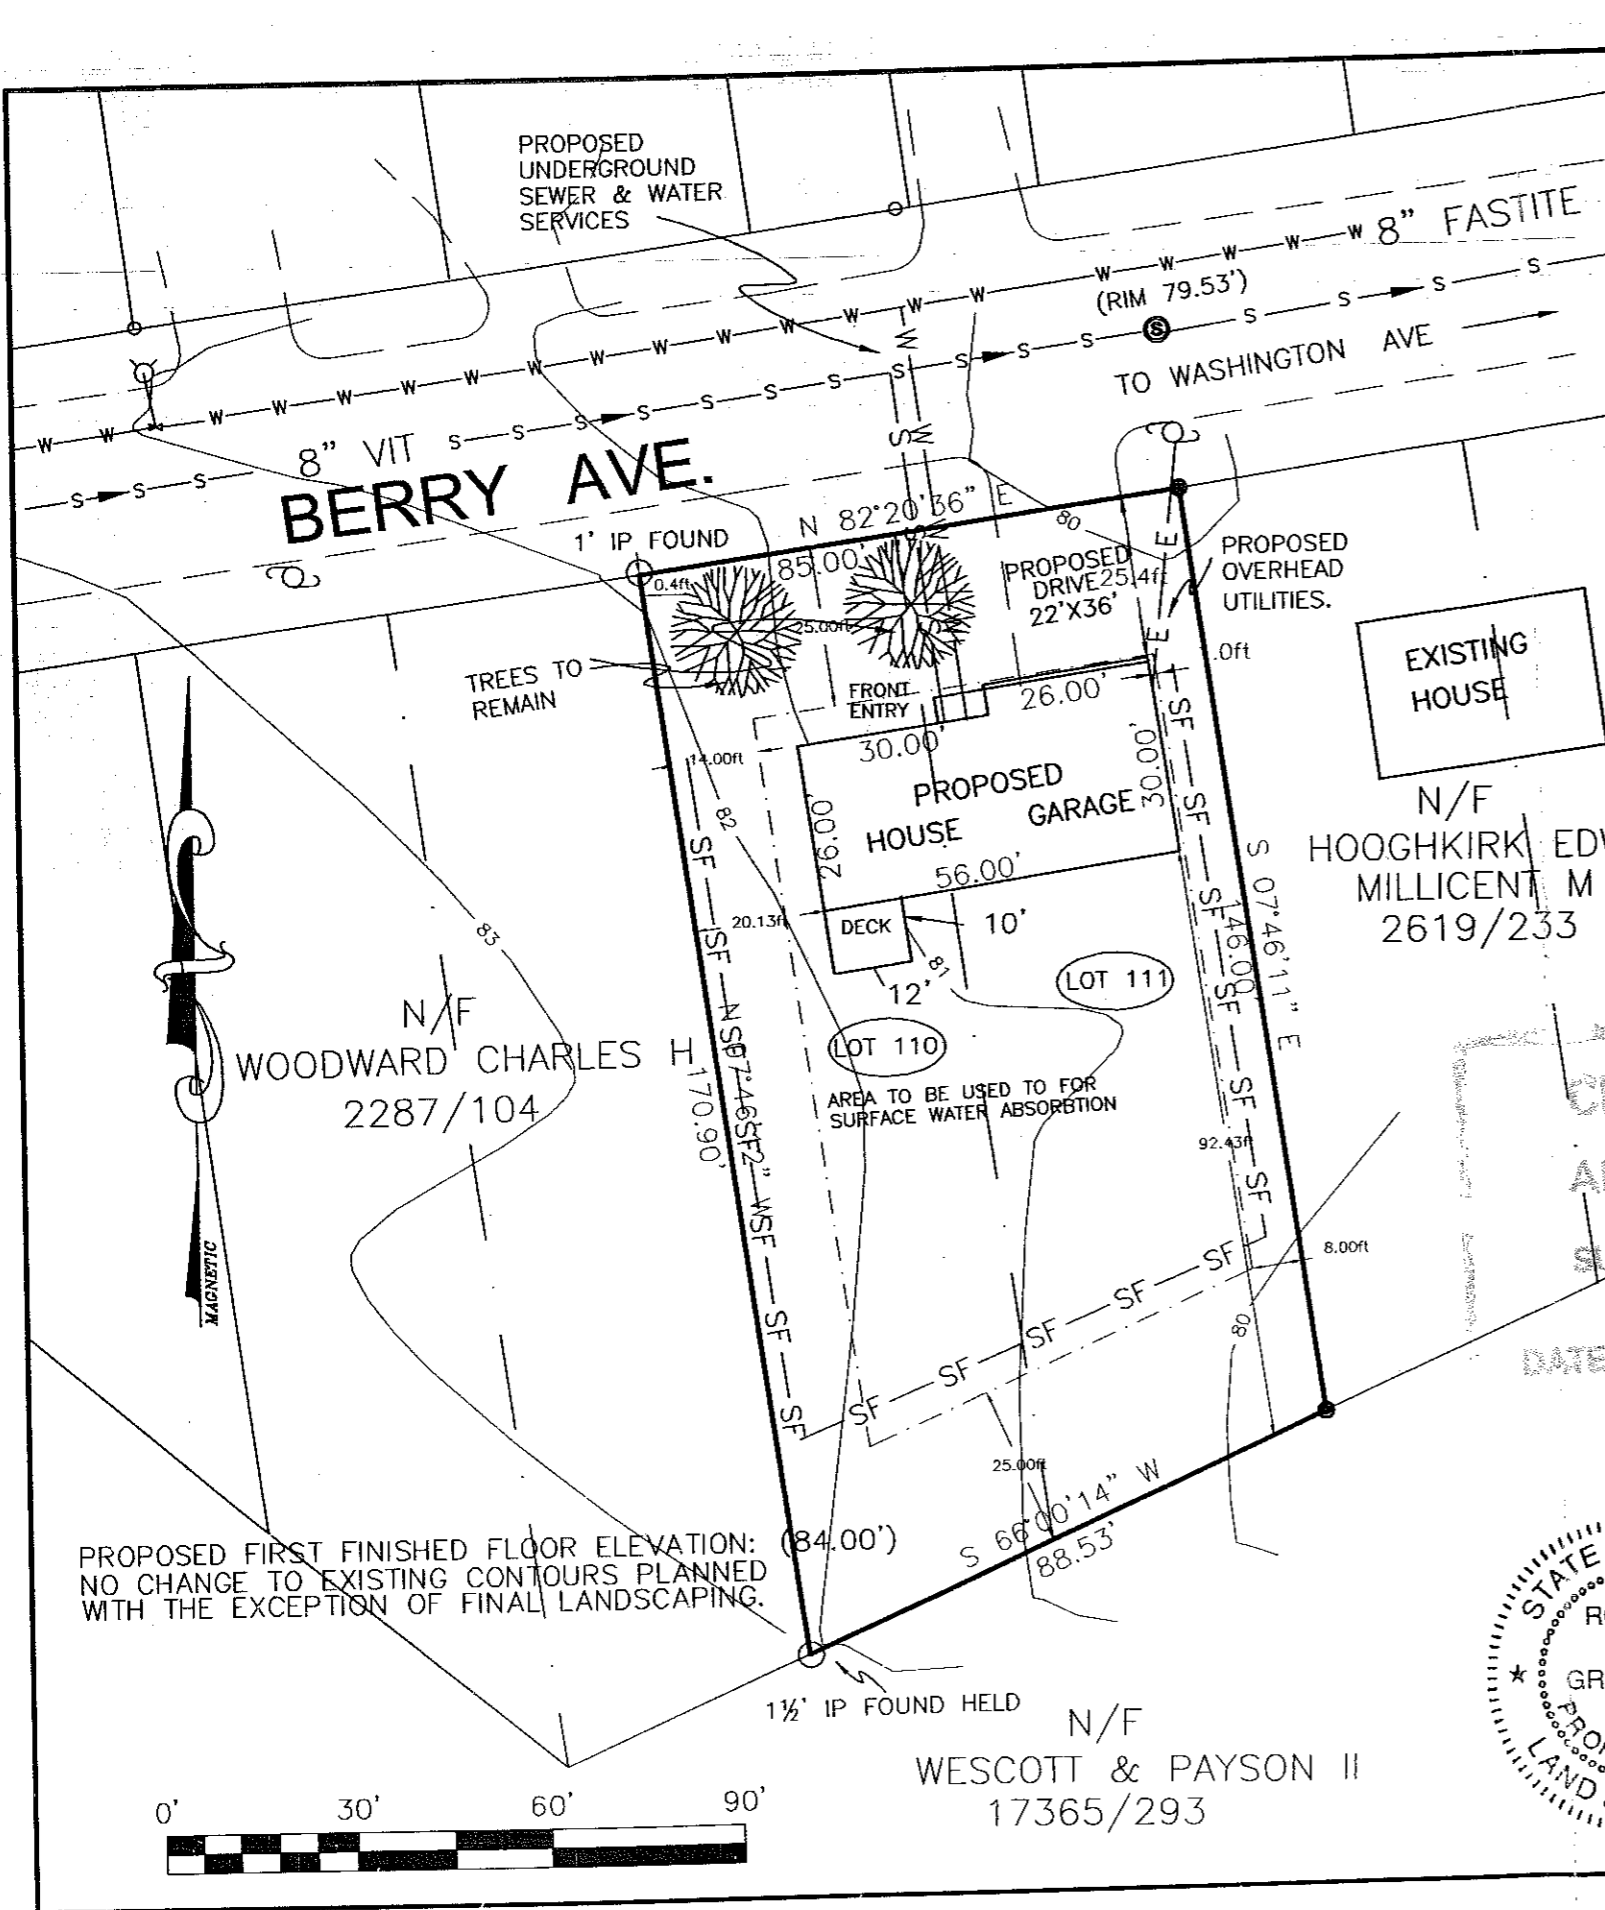 PROPOSED
UNDERGROUND
SEWER & WATER
SERVICES
8" FASTITE
(RIM 79.53')
TO WASHINGTON AVE
8" VIT
BERRY AVE.
1' IP FOUND
N 82°20'36" E
85.00'
80
0.4ft
25.00ft
PROPOSED
DRIVE
22'X36'
25.4ft
PROPOSED
OVERHEAD
UTILITIES.
EXISTING
HOUSE
TREES TO
REMAIN
FRONT
ENTRY
26.00'
.0ft
30.00'
30.00'
14.00ft
82
PROPOSED
HOUSE GARAGE
26.00'
56.00'
N/F
HOOGHKIRK EDW
MILLICENT M
2619/233
S 07°46'11" E
146.00'
83
20.13ft
DECK
10'
81
12'
LOT 111
LOT 110
N/F
WOODWARD CHARLES H
2287/104
170.90'
AREA TO BE USED TO FOR
SURFACE WATER ABSORBTION
92.43ft
8.00ft
80
MAGNETIC
DATE
25.00ft
S 66°00'14" W
88.53'
PROPOSED FIRST FINISHED FLOOR ELEVATION: (84.00')
NO CHANGE TO EXISTING CONTOURS PLANNED
WITH THE EXCEPTION OF FINAL LANDSCAPING.
1½' IP FOUND HELD
N/F
WESCOTT & PAYSON II
17365/293
STATE
LAND
0' 30' 60' 90'